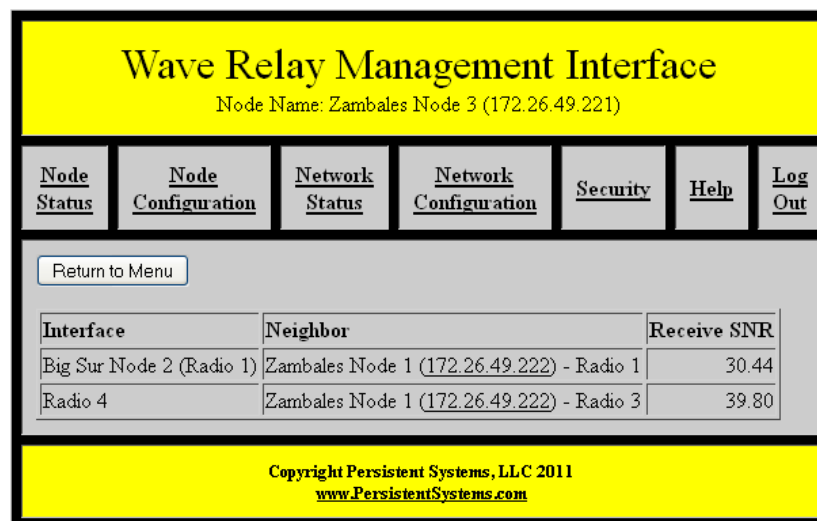 Wave Relay Management Interface
Node Name: Zambales Node 3 (172.26.49.221)
Node Status
Node Configuration
Network Status
Network Configuration
Security
Help
Log Out
Return to Menu
Interface Neighbor Receive SNR
Big Sur Node 2 (Radio 1) Zambales Node 1 (172.26.49.222) - Radio 1 30.44
Radio 4 Zambales Node 1 (172.26.49.222) - Radio 3 39.80
Copyright Persistent Systems, LLC 2011
www.PersistentSystems.com